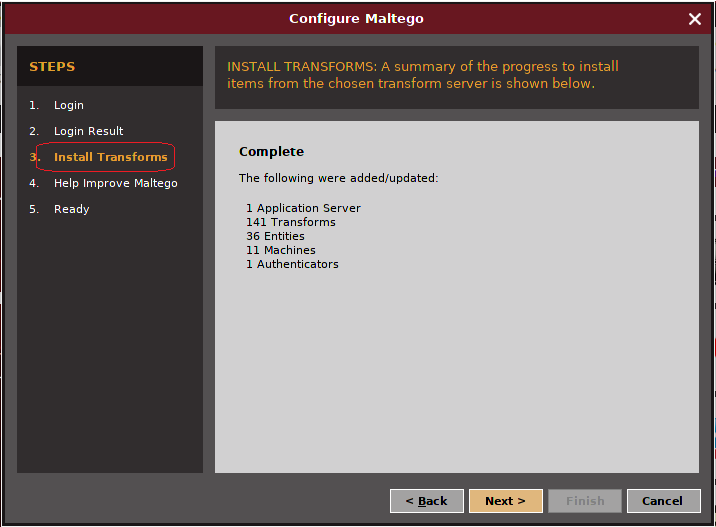 Configure Maltego
STEPS
1. Login
2. Login Result
3. Install Transforms
4. Help Improve Maltego
5. Ready
INSTALL TRANSFORMS: A summary of the progress to install
items from the chosen transform server is shown below.
Complete
The following were added/updated:
1 Application Server
141 Transforms
36 Entities
11 Machines
1 Authenticators
< Back
Next >
Finish
Cancel